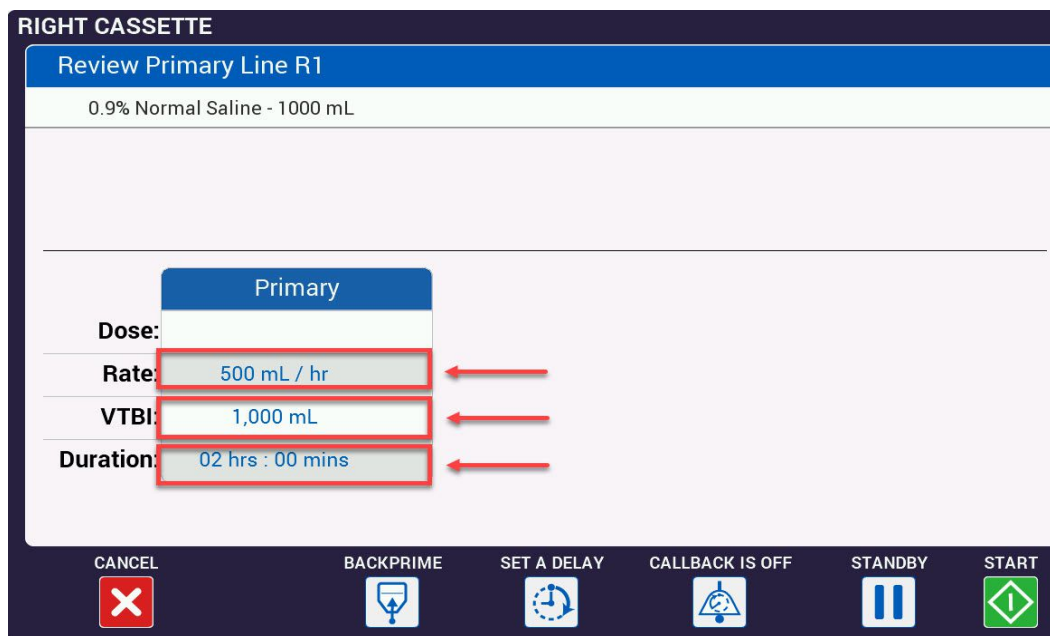 RIGHT CASSETTE
Review Primary Line R1
0.9% Normal Saline - 1000 mL
Primary
Dose:
Rate: 500 mL / hr
VTBI: 1,000 mL
Duration: 02 hrs : 00 mins
CANCEL BACKPRIME SET A DELAY CALLBACK IS OFF STANDBY START